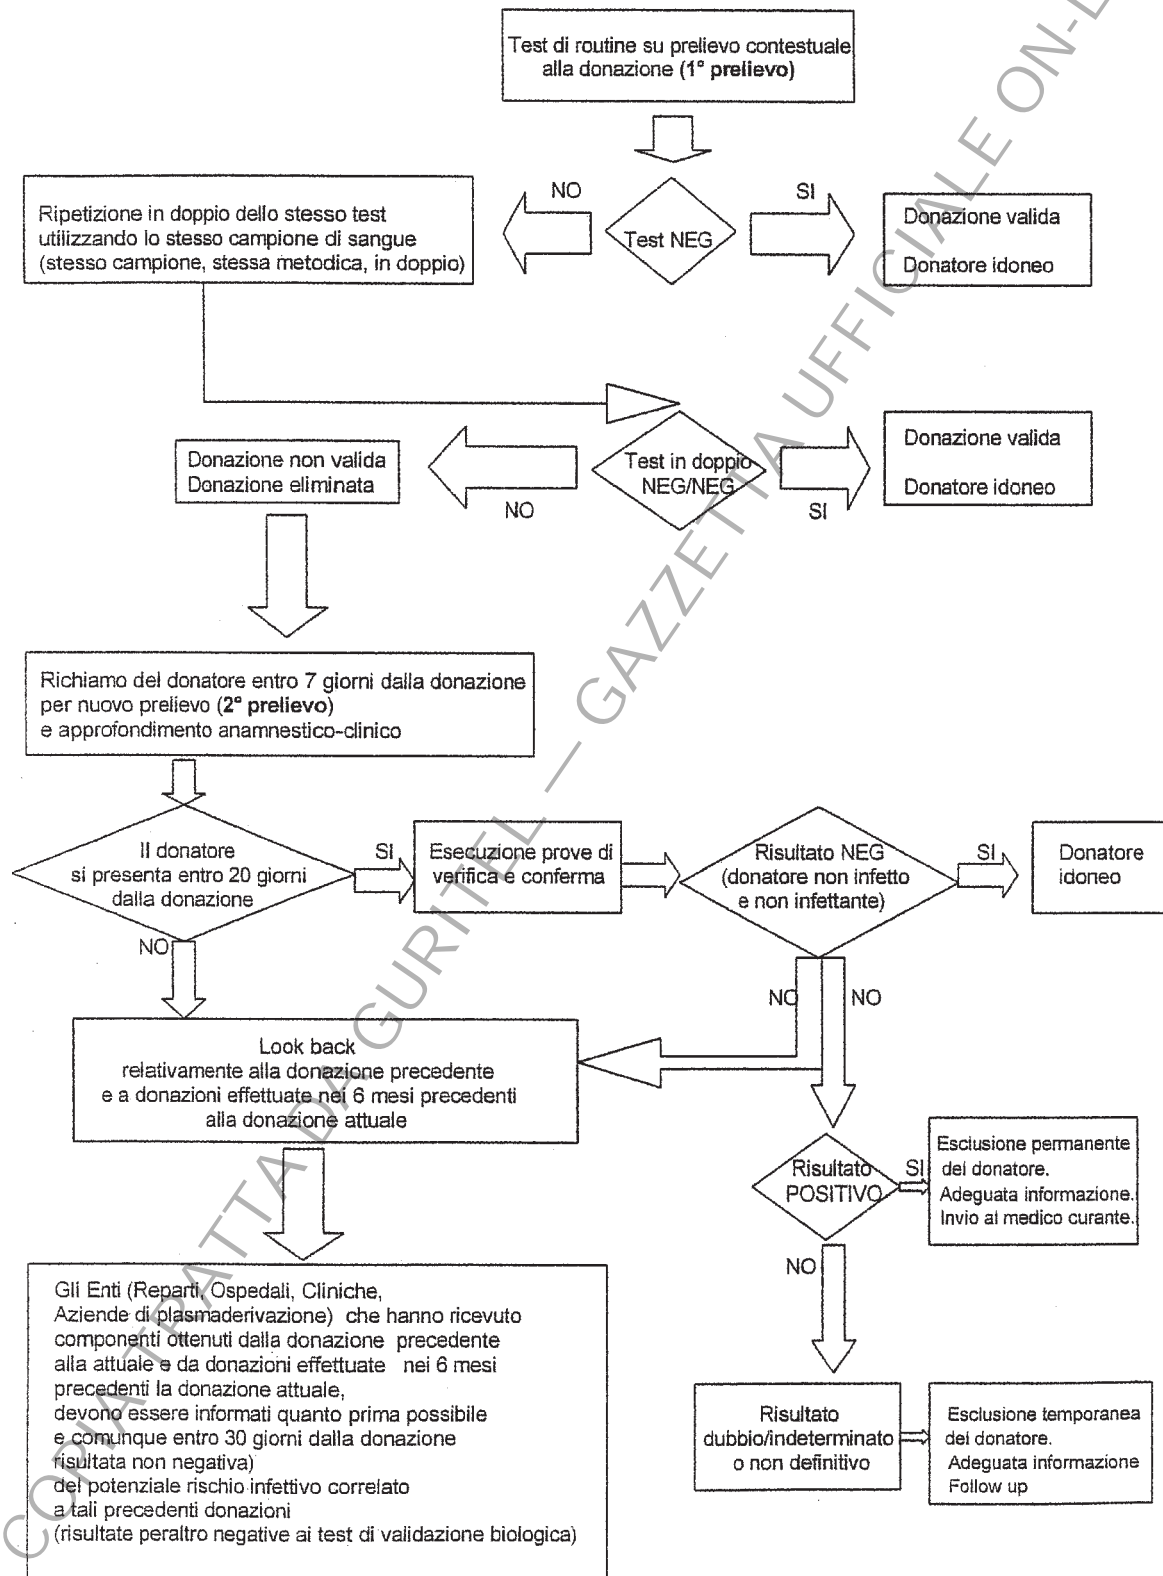 Test di routine su prelievo contestuale
alla donazione (1° prelievo)
NO
SI
Test NEG
Ripetizione in doppio dello stesso test
utilizzando lo stesso campione di sangue
(stesso campione, stessa metodica, in doppio)
Donazione valida
Donatore idoneo
Donazione non valida
Donazione eliminata
NO
Test in doppio
NEG/NEG
SI
Donazione valida
Donatore idoneo
Richiamo del donatore entro 7 giorni dalla donazione
per nuovo prelievo (2° prelievo)
e approfondimento anamnestico-clinico
Il donatore
si presenta entro 20 giorni
dalla donazione
SI
Esecuzione prove di
verifica e conferma
Risultato NEG
(donatore non infetto
e non infettante)
SI
Donatore
idoneo
NO
NO
NO
Look back
relativamente alla donazione precedente
e a donazioni effettuate nei 6 mesi precedenti
alla donazione attuale
Risultato
POSITIVO
SI
Esclusione permanente
del donatore.
Adeguata informazione.
Invio al medico curante.
NO
Gli Enti (Reparti, Ospedali, Cliniche,
Aziende di plasmaderivazione) che hanno ricevuto
componenti ottenuti dalla donazione precedente
alla attuale e da donazioni effettuate nei 6 mesi
precedenti la donazione attuale,
devono essere informati quanto prima possibile
e comunque entro 30 giorni dalla donazione
risultata non negativa)
del potenziale rischio infettivo correlato
a tali precedenti donazioni
(risultate peraltro negative ai test di validazione biologica)
Risultato
dubbio/indeterminato
o non definitivo
Esclusione temporanea
del donatore.
Adeguata informazione
Follow up
COPIA TRATTA DA GURITEL — GAZZETTA UFFICIALE ON-L